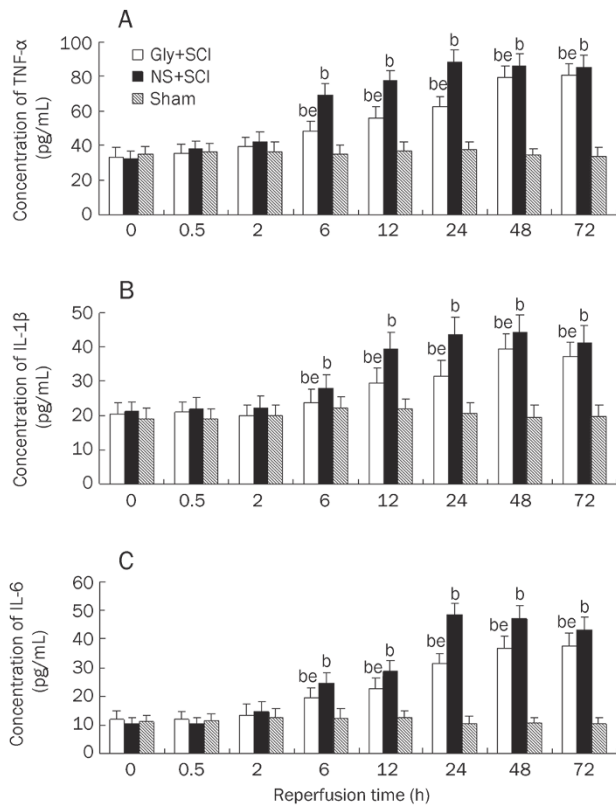 A
Concentration of TNF-α
(pg/mL)
100
80
60
40
20
0
Gly+SCI
NS+SCI
Sham
be b be b be b be b be b
0 0.5 2 6 12 24 48 72
B
Concentration of IL-1β
(pg/mL)
50
40
30
20
10
0
be b be b be b be b be b
0 0.5 2 6 12 24 48 72
C
Concentration of IL-6
(pg/mL)
60
50
40
30
20
10
0
be b be b be b be b be b
0 0.5 2 6 12 24 48 72
Reperfusion time (h)